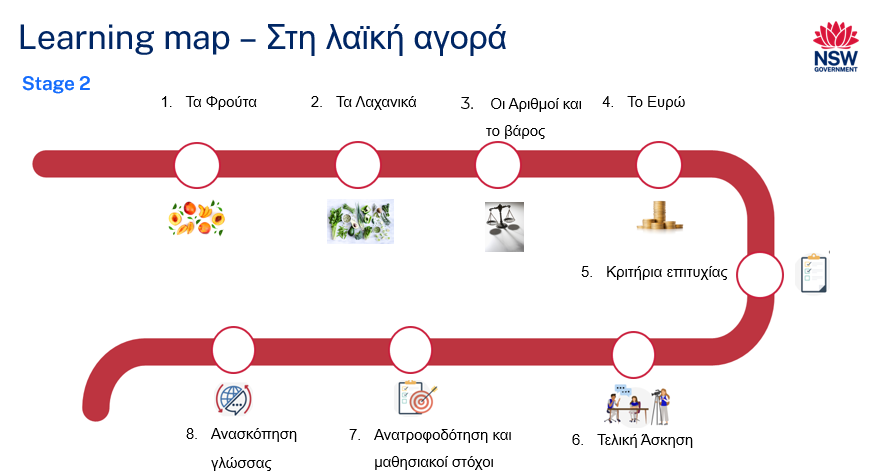 Learning map – Στη λαϊκή αγορά
NSW
GOVERNMENT
Stage 2
1. Τα Φρούτα
2. Τα Λαχανικά
3. Οι Αριθμοί και
το βάρος
4. Το Ευρώ
5. Κριτήρια επιτυχίας
6. Τελική Άσκηση
7. Ανατροφοδότηση και
μαθησιακοί στόχοι
8. Ανασκόπηση
γλώσσας